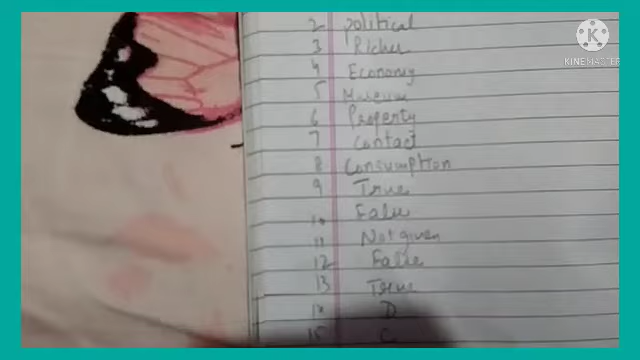 2 political
3 Riches
4 Economy
5 Museum
6 Property
7 Contact
8 Consumption
9 True
10 False
11 Not given
12 False
13 True
14 D
15 C
KINEMASTER